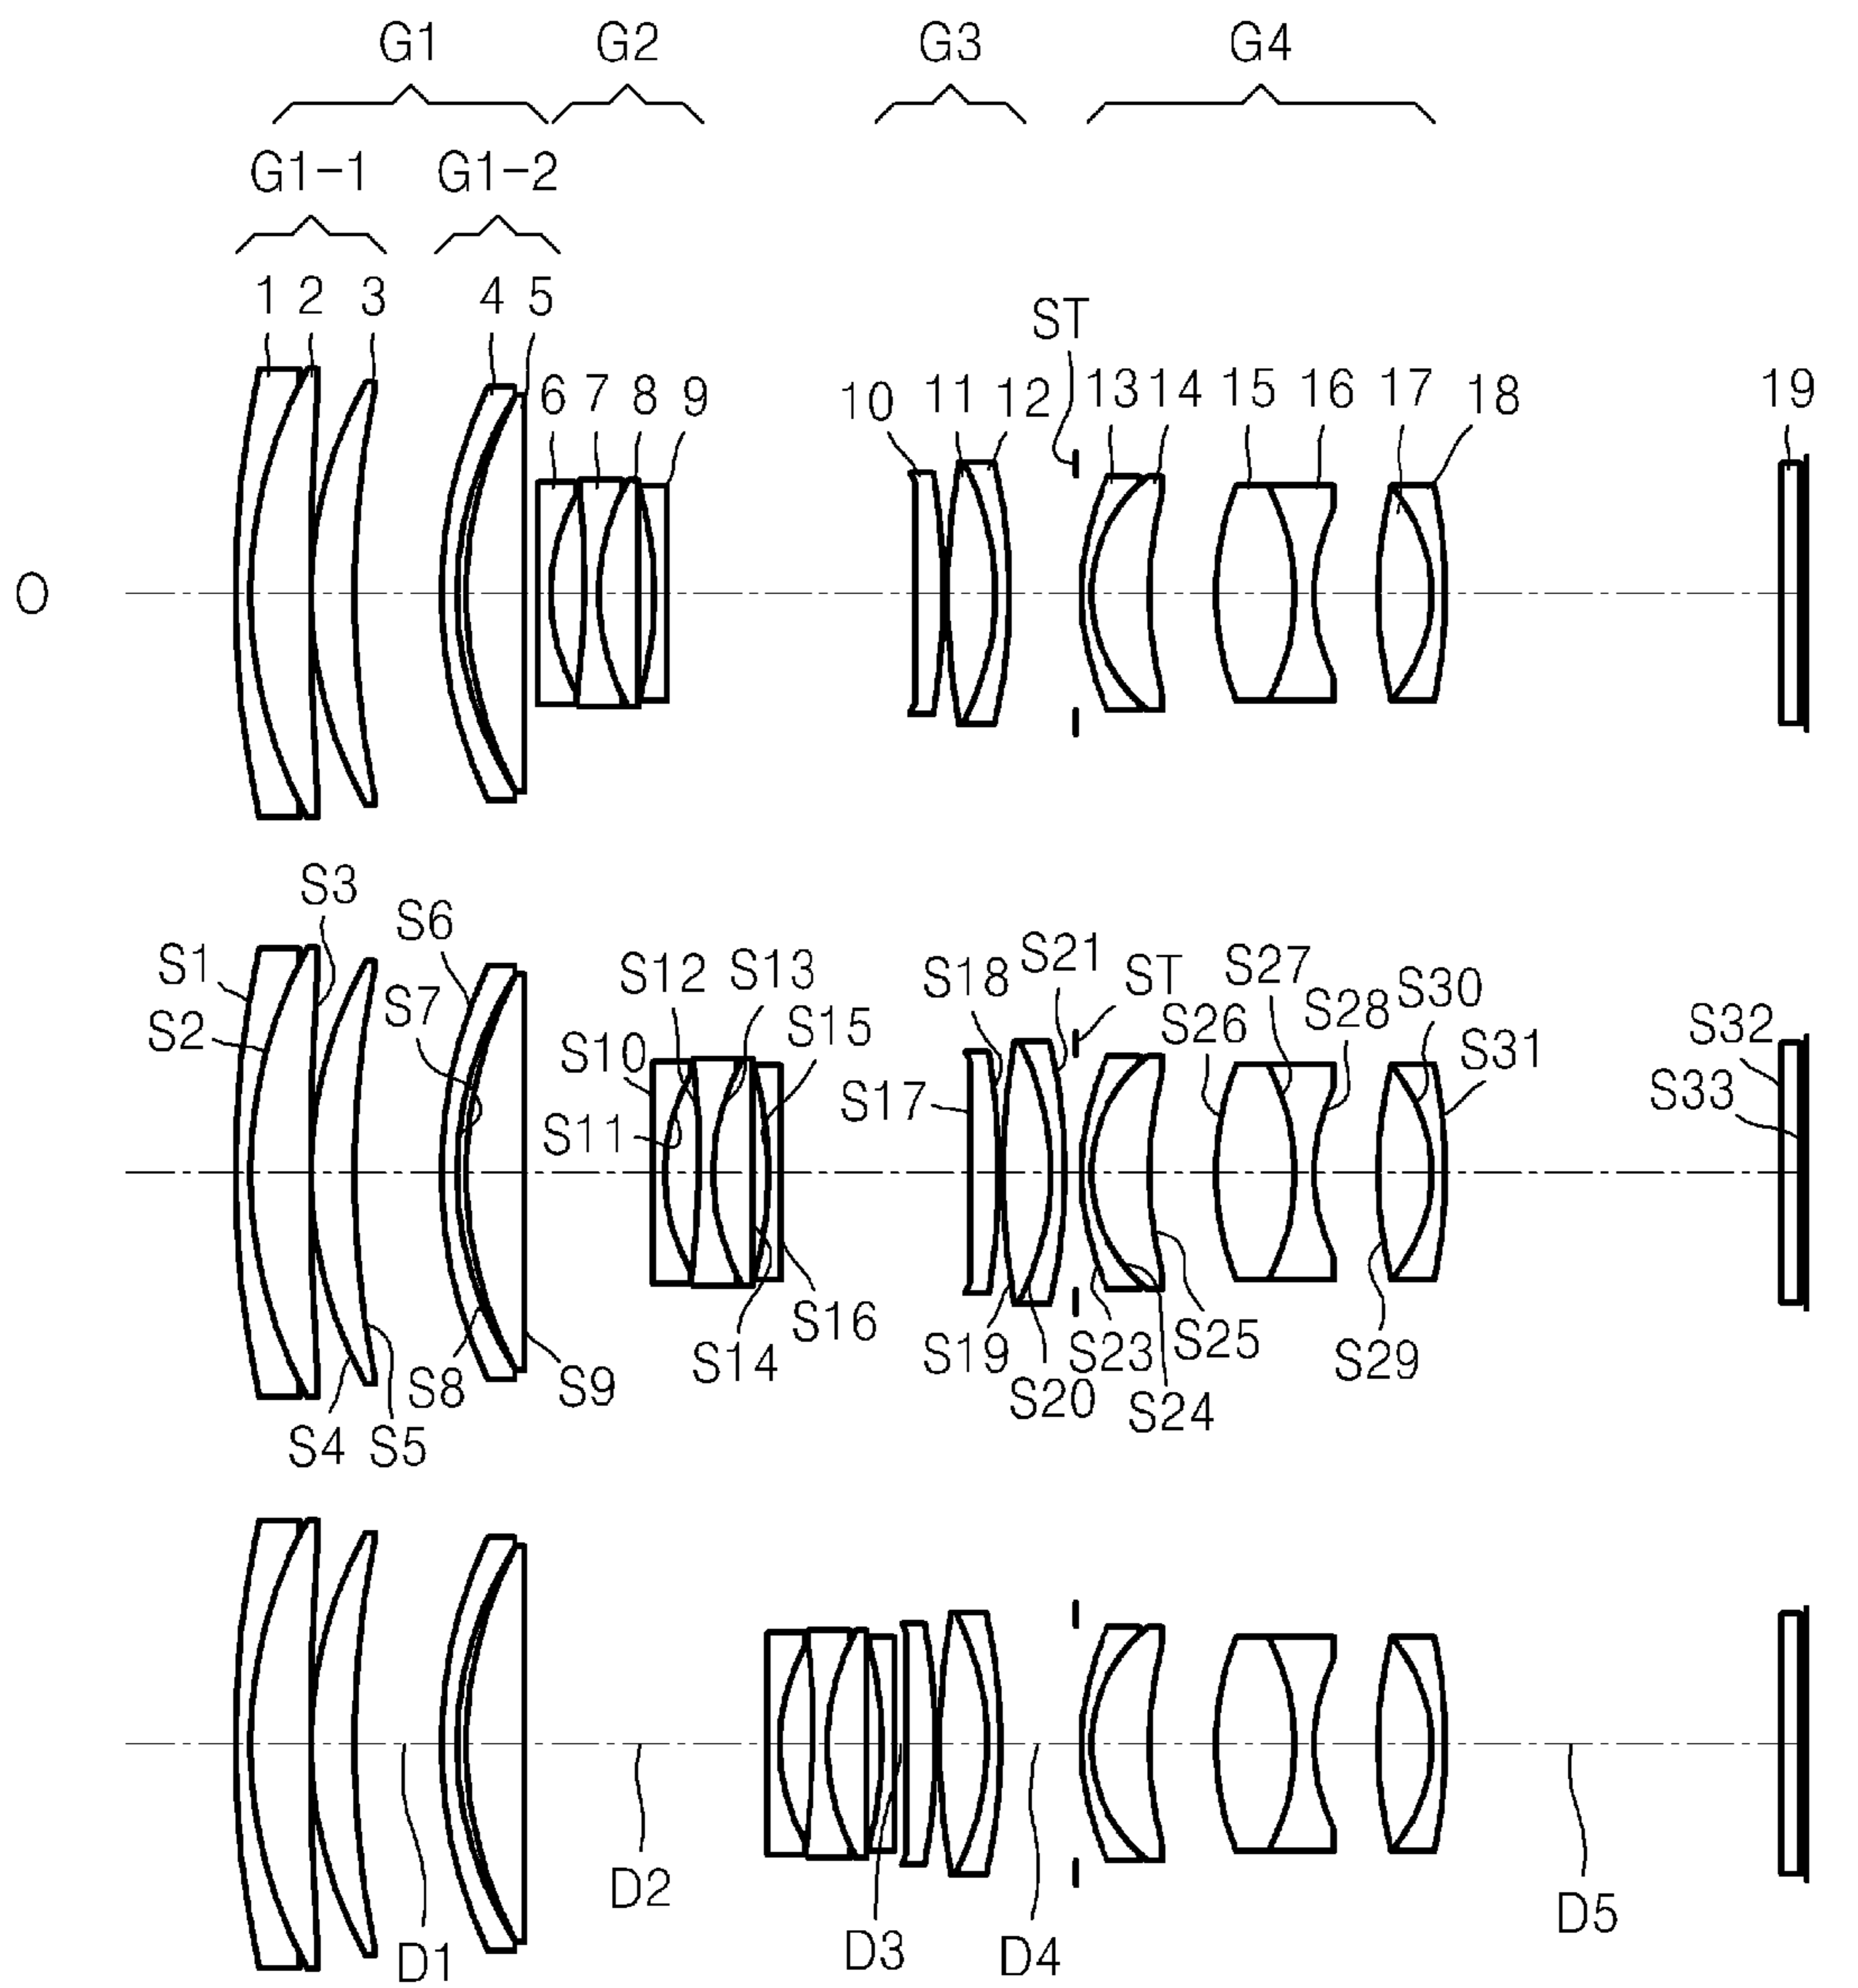 G1 G2 G3 G4
G1-1 G1-2
1 2 3 4 5 ST
6 7 8 9 10 11 12 13 14 15 16 17 18 19
O
S3
S1 S6 S12 S13 S18 S21 ST S27 S30
S2 S7 S10 S15 S26 S28 S31 S32
S11 S17 S33
S8 S9 S14 S16 S19 S23 S25 S29
S4 S5 S20 S24
D2
D1 D3 D4 D5